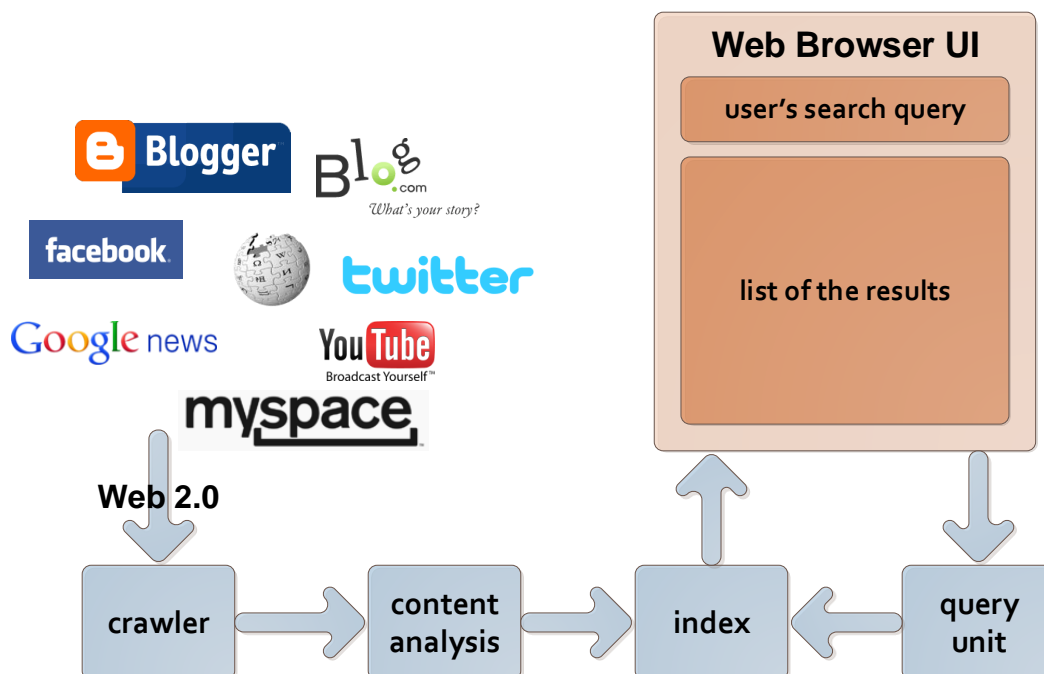 Web Browser UI
user's search query
list of the results
Blogger
Blog
.com
What's your story?
facebook.
twitter
Google news
YouTube
Broadcast Yourself™
myspace
Web 2.0
crawler
content
analysis
index
query
unit